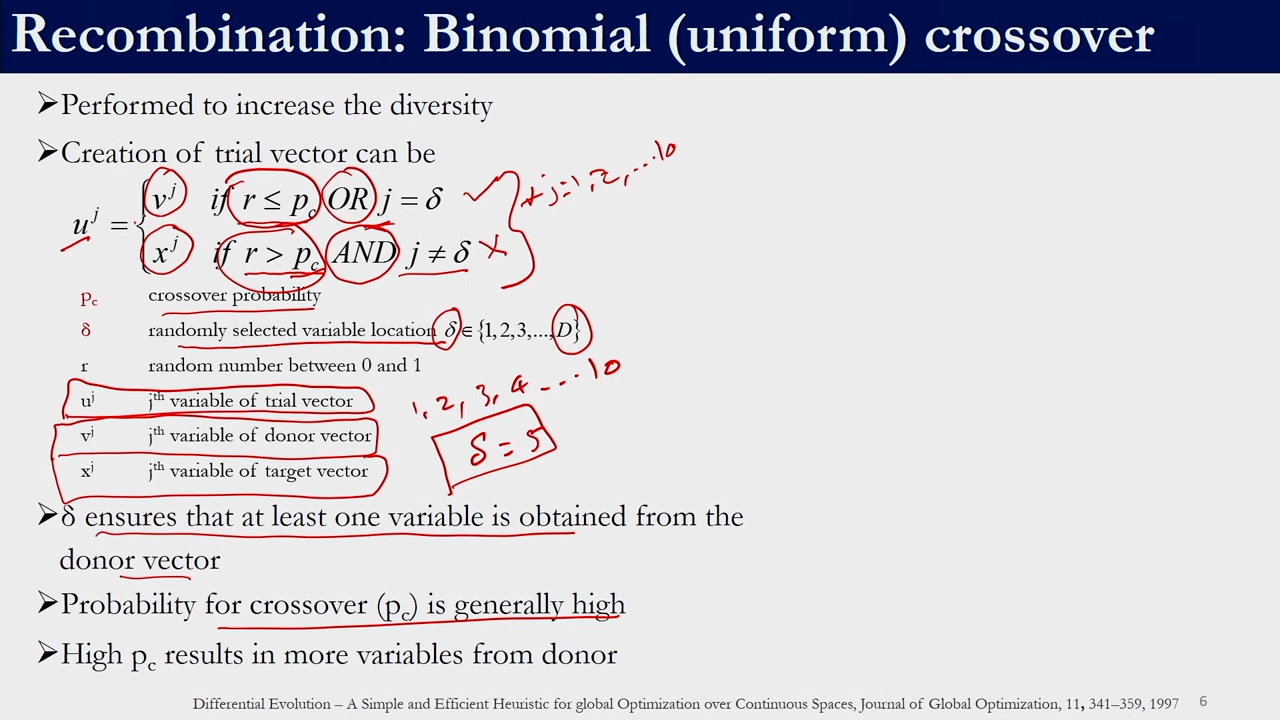 Recombination: Binomial (uniform) crossover
➢Performed to increase the diversity
➢Creation of trial vector can be
u^j = { v^j if r ≤ p_c OR j = δ
x^j if r > p_c AND j ≠ δ
∀ j=1,2,...10
p_c crossover probability
δ randomly selected variable location δ ∈ {1,2,3,...,D}
r random number between 0 and 1
1, 2, 3, 4 ---...10
u^j j^th variable of trial vector
v^j j^th variable of donor vector
δ = 5
x^j j^th variable of target vector
➢δ ensures that at least one variable is obtained from the
donor vector
➢Probability for crossover (p_c) is generally high
➢High p_c results in more variables from donor
Differential Evolution – A Simple and Efficient Heuristic for global Optimization over Continuous Spaces, Journal of Global Optimization, 11, 341–359, 1997 6